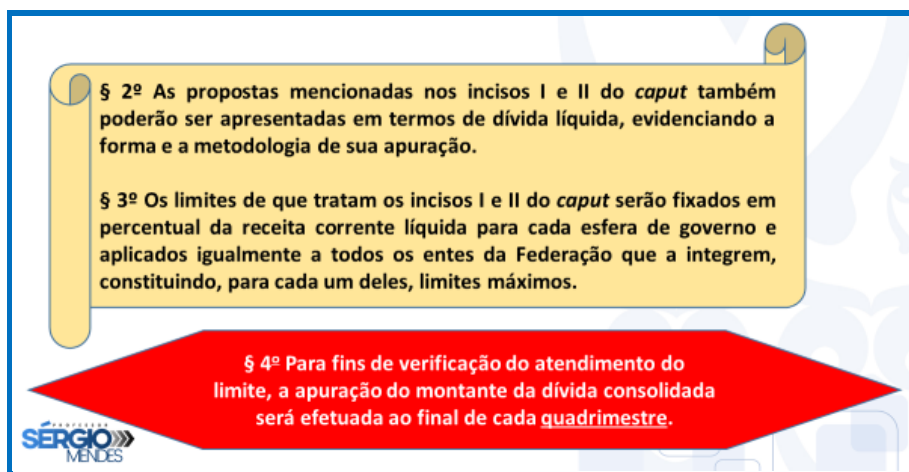 § 2º As propostas mencionadas nos incisos I e II do caput também
poderão ser apresentadas em termos de dívida líquida, evidenciando a
forma e a metodologia de sua apuração.
§ 3º Os limites de que tratam os incisos I e II do caput serão fixados em
percentual da receita corrente líquida para cada esfera de governo e
aplicados igualmente a todos os entes da Federação que a integrem,
constituindo, para cada um deles, limites máximos.
§ 4º Para fins de verificação do atendimento do
limite, a apuração do montante da dívida consolidada
será efetuada ao final de cada quadrimestre.
PROFESSOR
SÉRGIO
MENDES